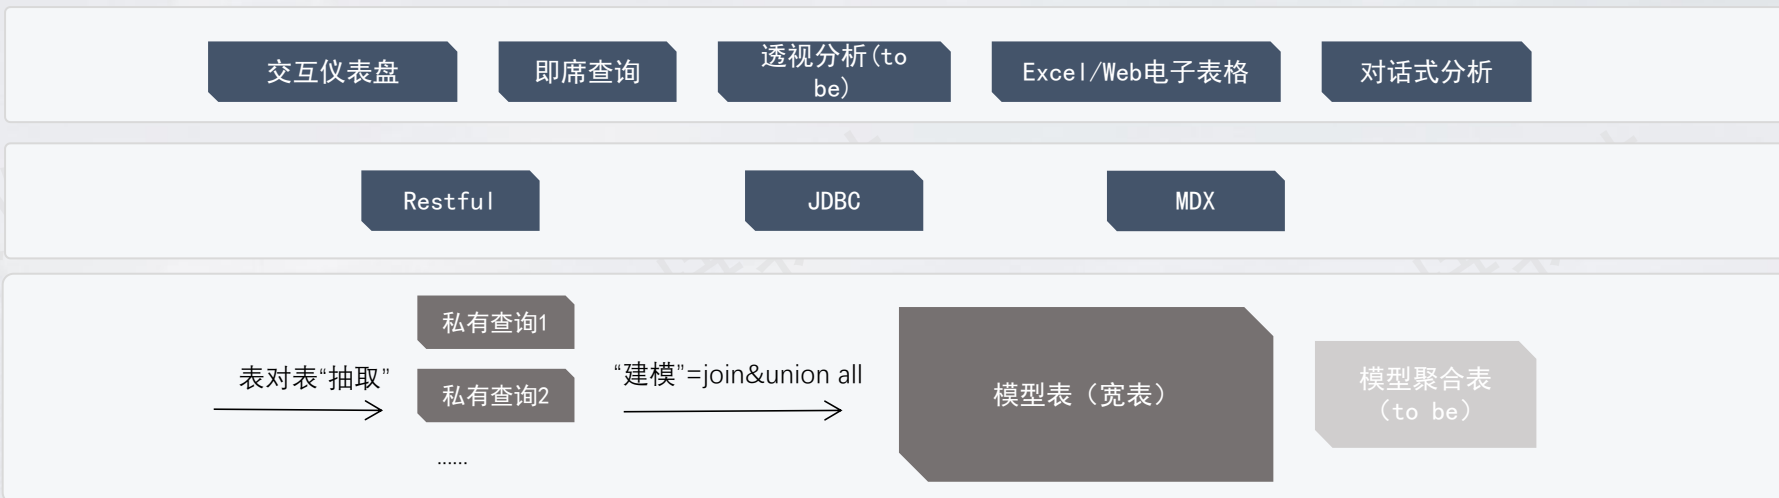 交互仪表盘
即席查询
透视分析(to
be)
Excel/Web电子表格
对话式分析
Restful
JDBC
MDX
私有查询1
表对表“抽取”
私有查询2
......
“建模”=join&union all
模型表（宽表）
模型聚合表
（to be）